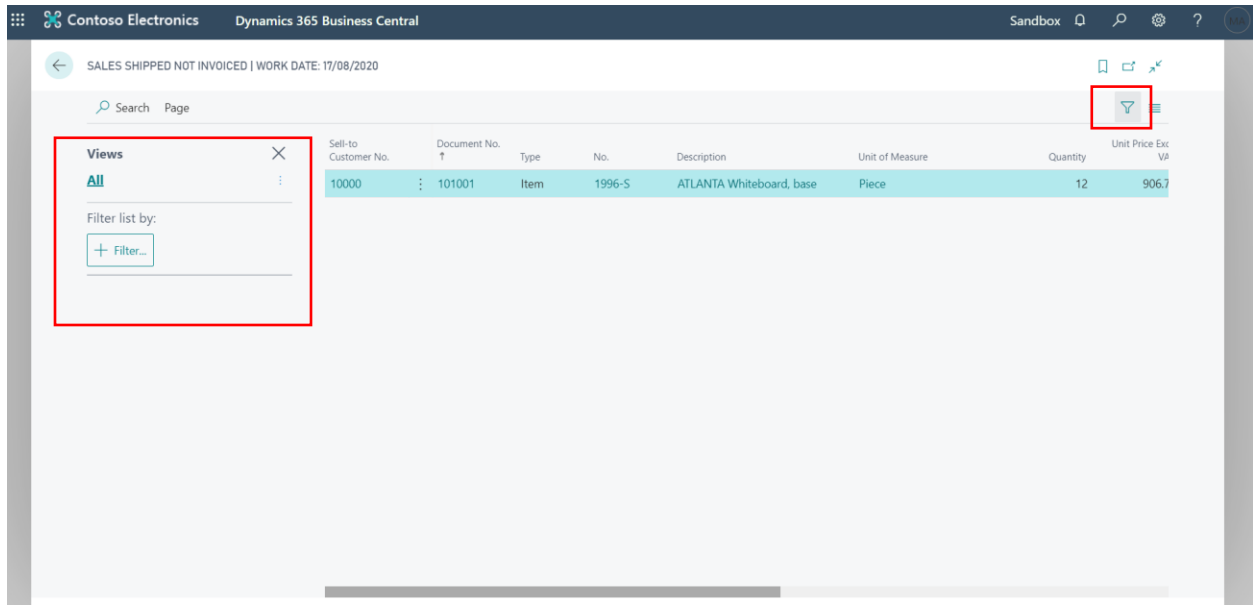 Contoso Electronics Dynamics 365 Business Central Sandbox ?
SALES SHIPPED NOT INVOICED | WORK DATE: 17/08/2020
Search Page
Views
All
Filter list by:
+ Filter...
Sell-to Customer No. Document No. ↑ Type No. Description Unit of Measure Quantity Unit Price Exc VA
10000 101001 Item 1996-S ATLANTA Whiteboard, base Piece 12 906.7